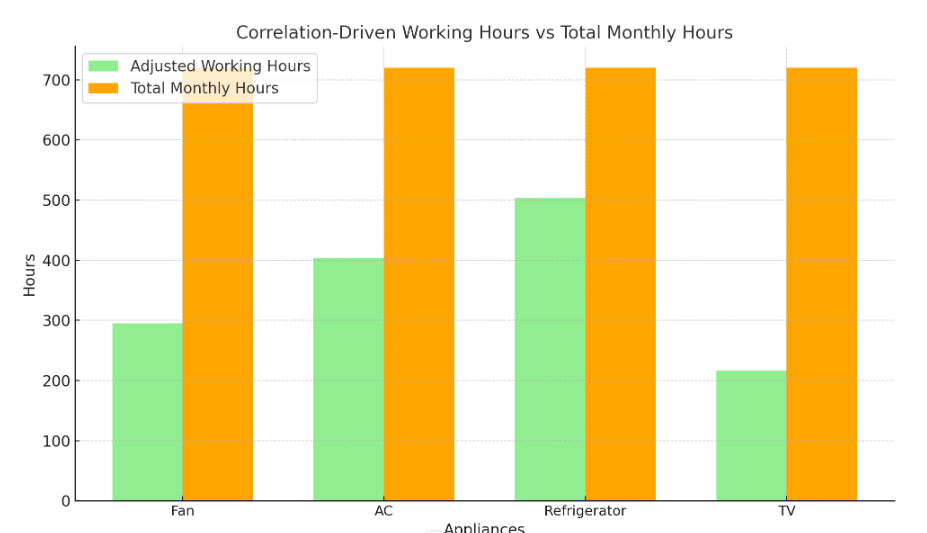 Correlation-Driven Working Hours vs Total Monthly Hours
Adjusted Working Hours
Total Monthly Hours
700
600
500
400
300
200
100
0
Hours
Fan AC Refrigerator TV
Appliances